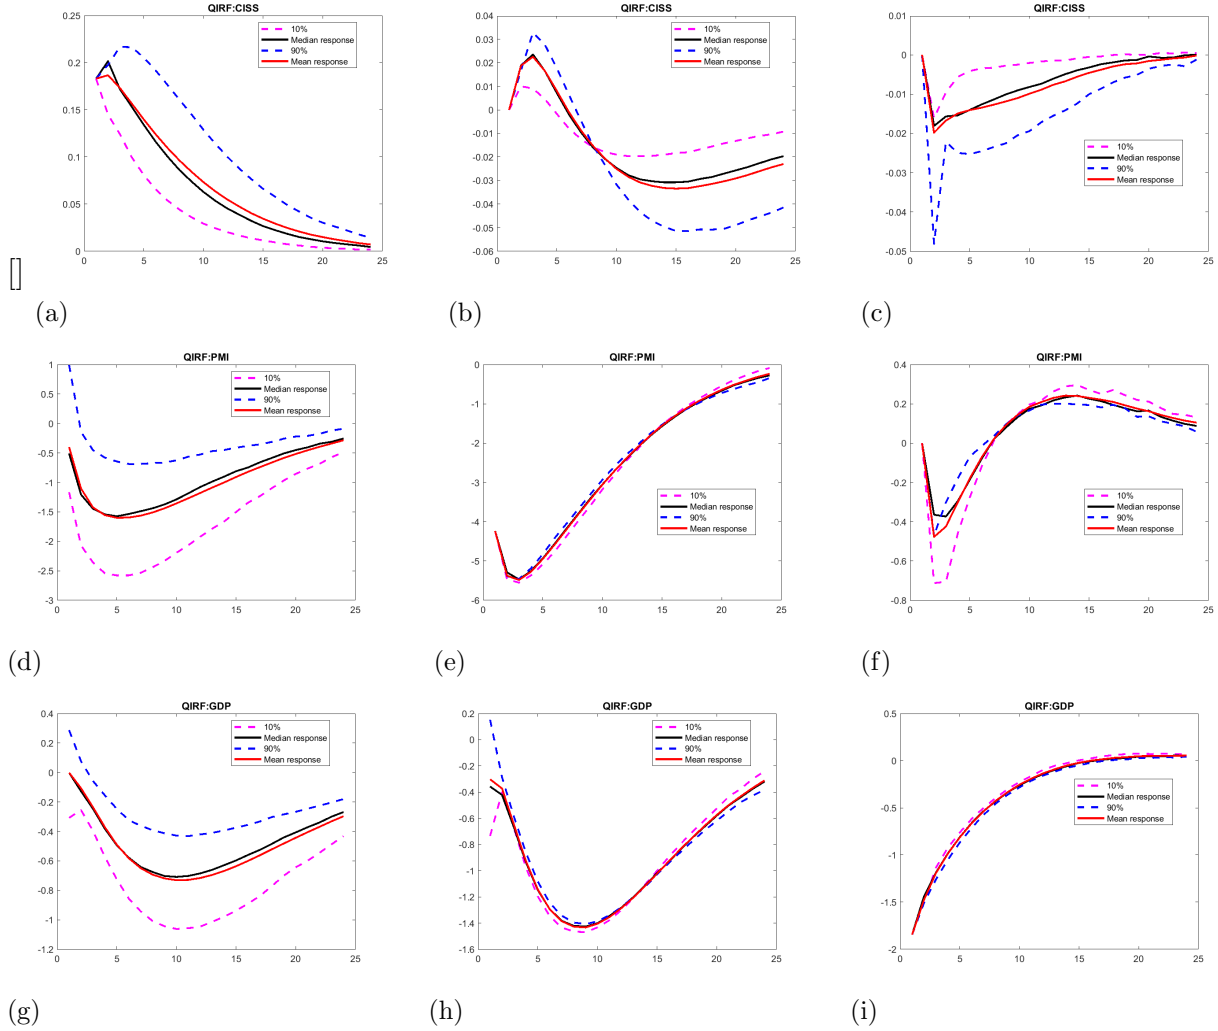 QIRF:CISS
0.25
0.2
0.15
0.1
0.05
0
0 5 10 15 20 25
10%
Median response
90%
Mean response
[]
(a)
QIRF:CISS
0.04
0.03
0.02
0.01
0
-0.01
-0.02
-0.03
-0.04
-0.05
-0.06
0 5 10 15 20 25
10%
Median response
90%
Mean response
(b)
QIRF:CISS
0.01
0
-0.01
-0.02
-0.03
-0.04
-0.05
0 5 10 15 20 25
10%
Median response
90%
Mean response
(c)
QIRF:PMI
1
0.5
0
-0.5
-1
-1.5
-2
-2.5
-3
0 5 10 15 20 25
10%
Median response
90%
Mean response
(d)
QIRF:PMI
0
-1
-2
-3
-4
-5
-6
0 5 10 15 20 25
10%
Median response
90%
Mean response
(e)
QIRF:PMI
0.4
0.2
0
-0.2
-0.4
-0.6
-0.8
0 5 10 15 20 25
10%
Median response
90%
Mean response
(f)
QIRF:GDP
0.4
0.2
0
-0.2
-0.4
-0.6
-0.8
-1
-1.2
0 5 10 15 20 25
10%
Median response
90%
Mean response
(g)
QIRF:GDP
0.2
0
-0.2
-0.4
-0.6
-0.8
-1
-1.2
-1.4
-1.6
0 5 10 15 20 25
10%
Median response
90%
Mean response
(h)
QIRF:GDP
0.5
0
-0.5
-1
-1.5
-2
0 5 10 15 20 25
10%
Median response
90%
Mean response
(i)